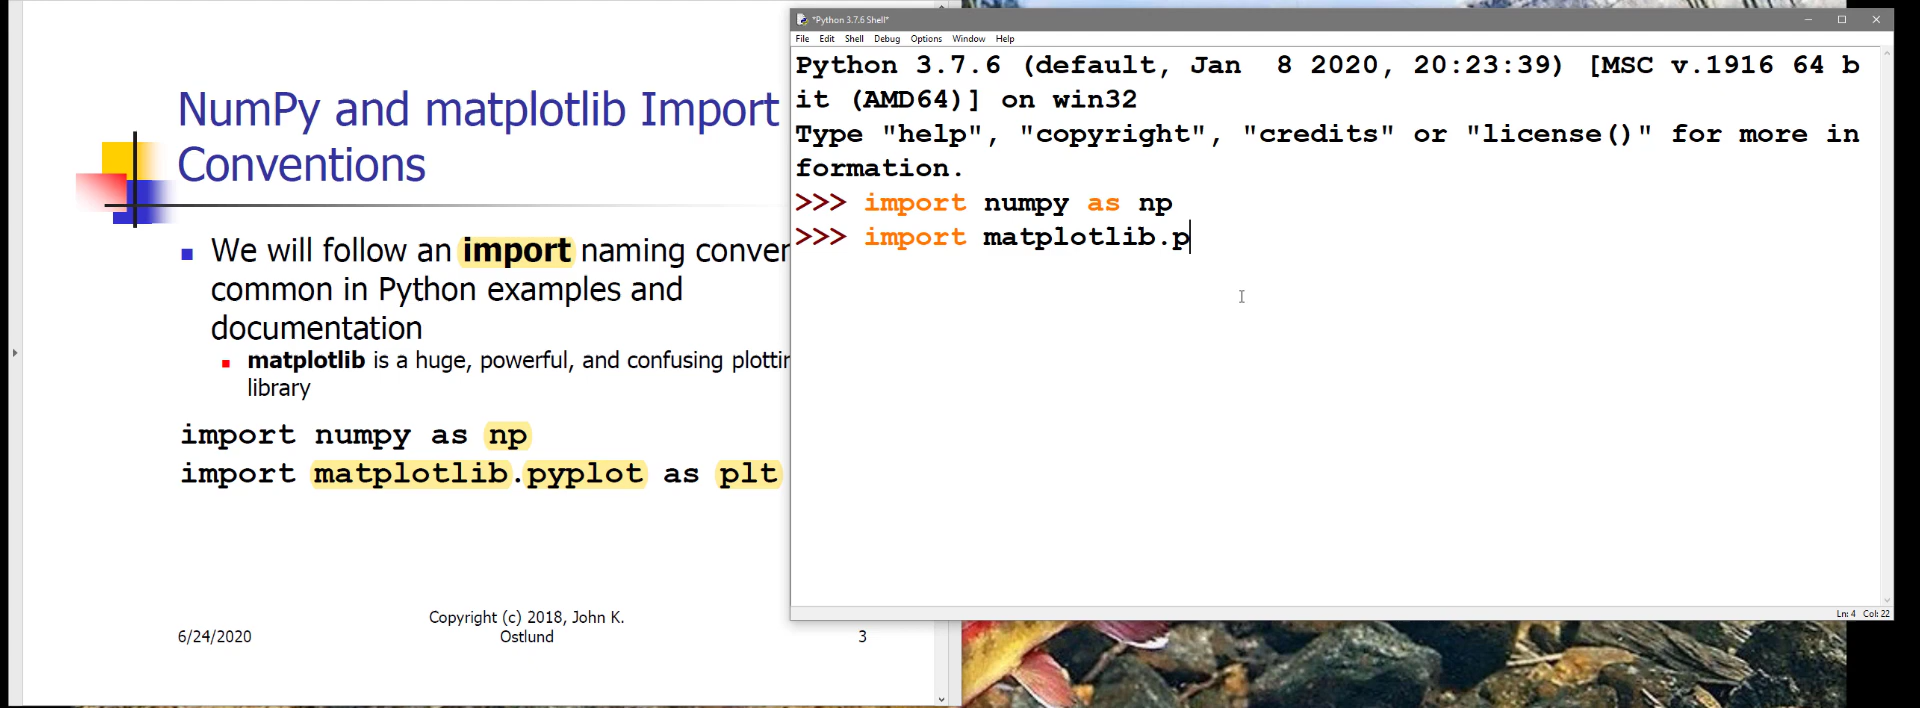 NumPy and matplotlib Import
Conventions
We will follow an import naming conver
common in Python examples and
documentation
matplotlib is a huge, powerful, and confusing plottin
library
import numpy as np
import matplotlib.pyplot as plt
Copyright (c) 2018, John K.
Ostlund
6/24/2020
3
*Python 3.7.6 Shell*
File Edit Shell Debug Options Window Help
Python 3.7.6 (default, Jan  8 2020, 20:23:39) [MSC v.1916 64 b
it (AMD64)] on win32
Type "help", "copyright", "credits" or "license()" for more in
formation.
>>> import numpy as np
>>> import matplotlib.p
Ln: 4 Col: 22